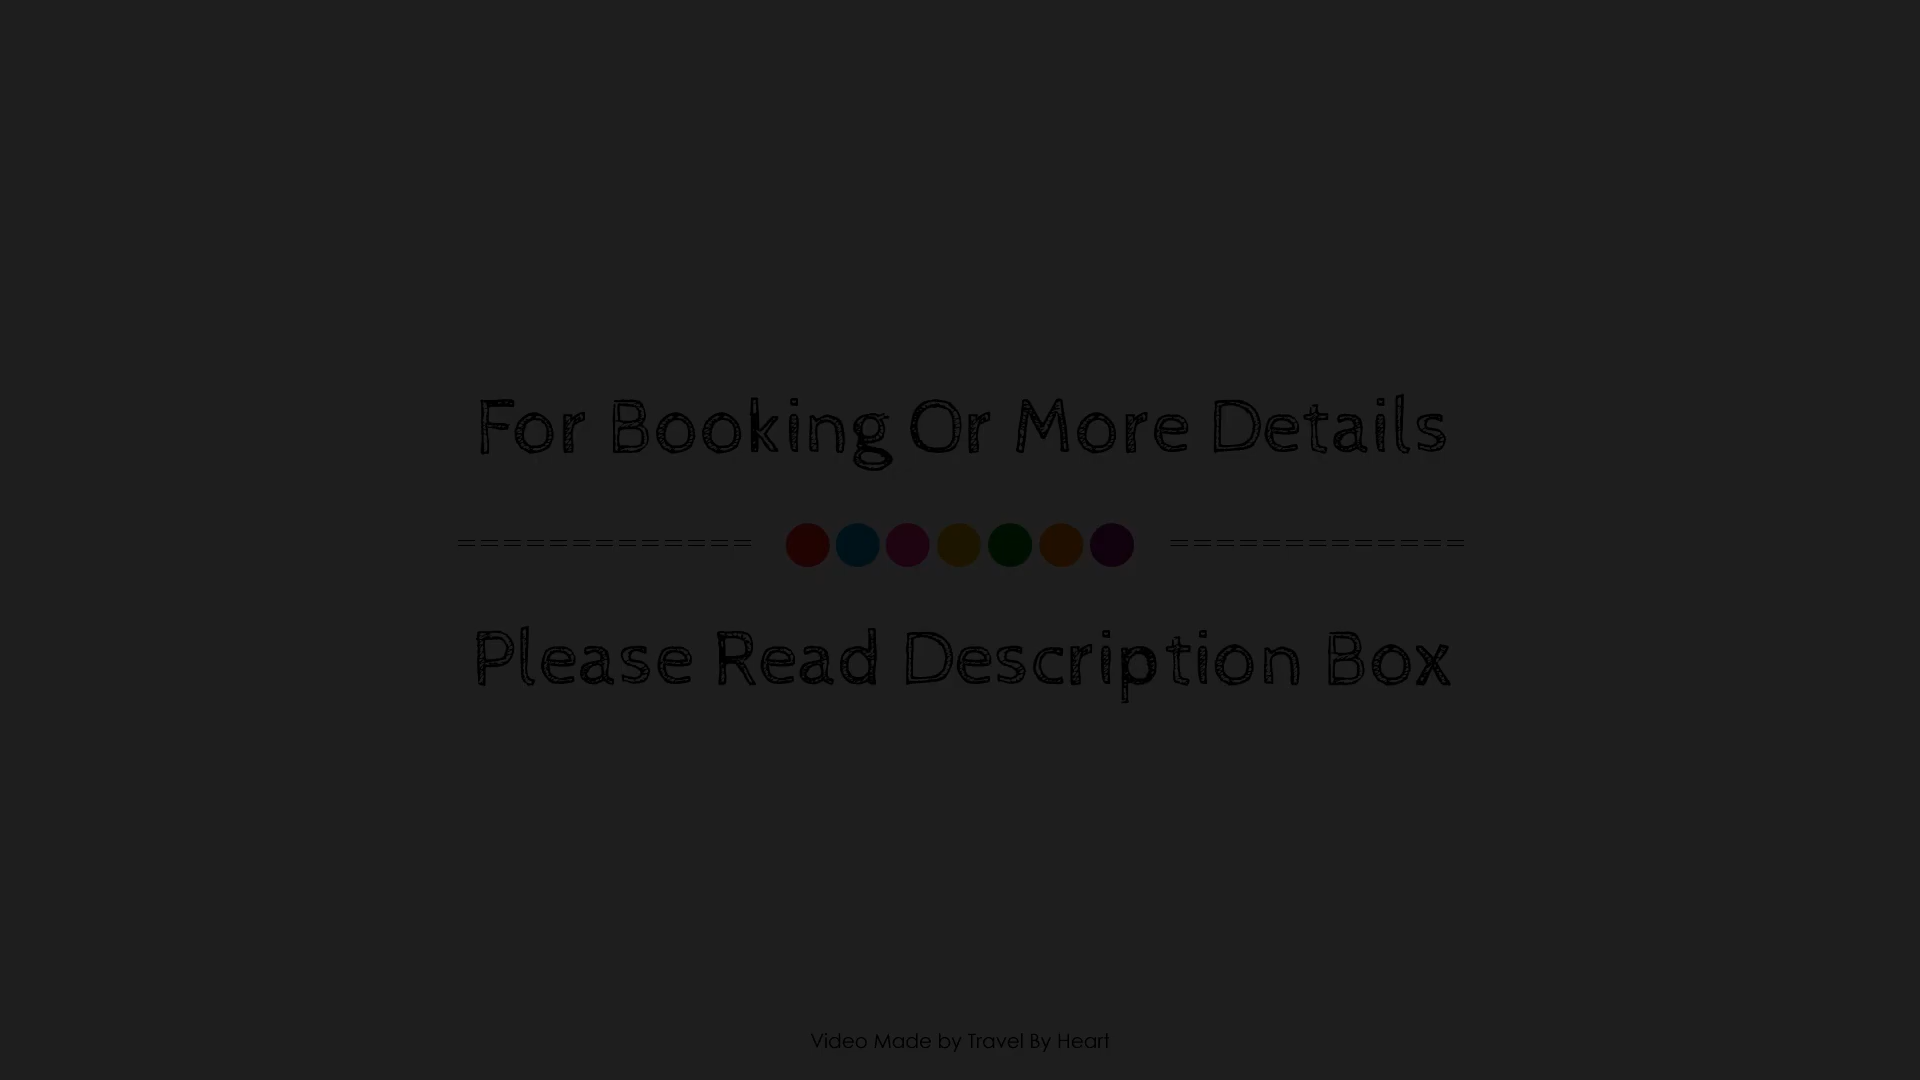 For Booking Or More Details
============= =============
Please Read Description Box
Video Made by Travel By Heart